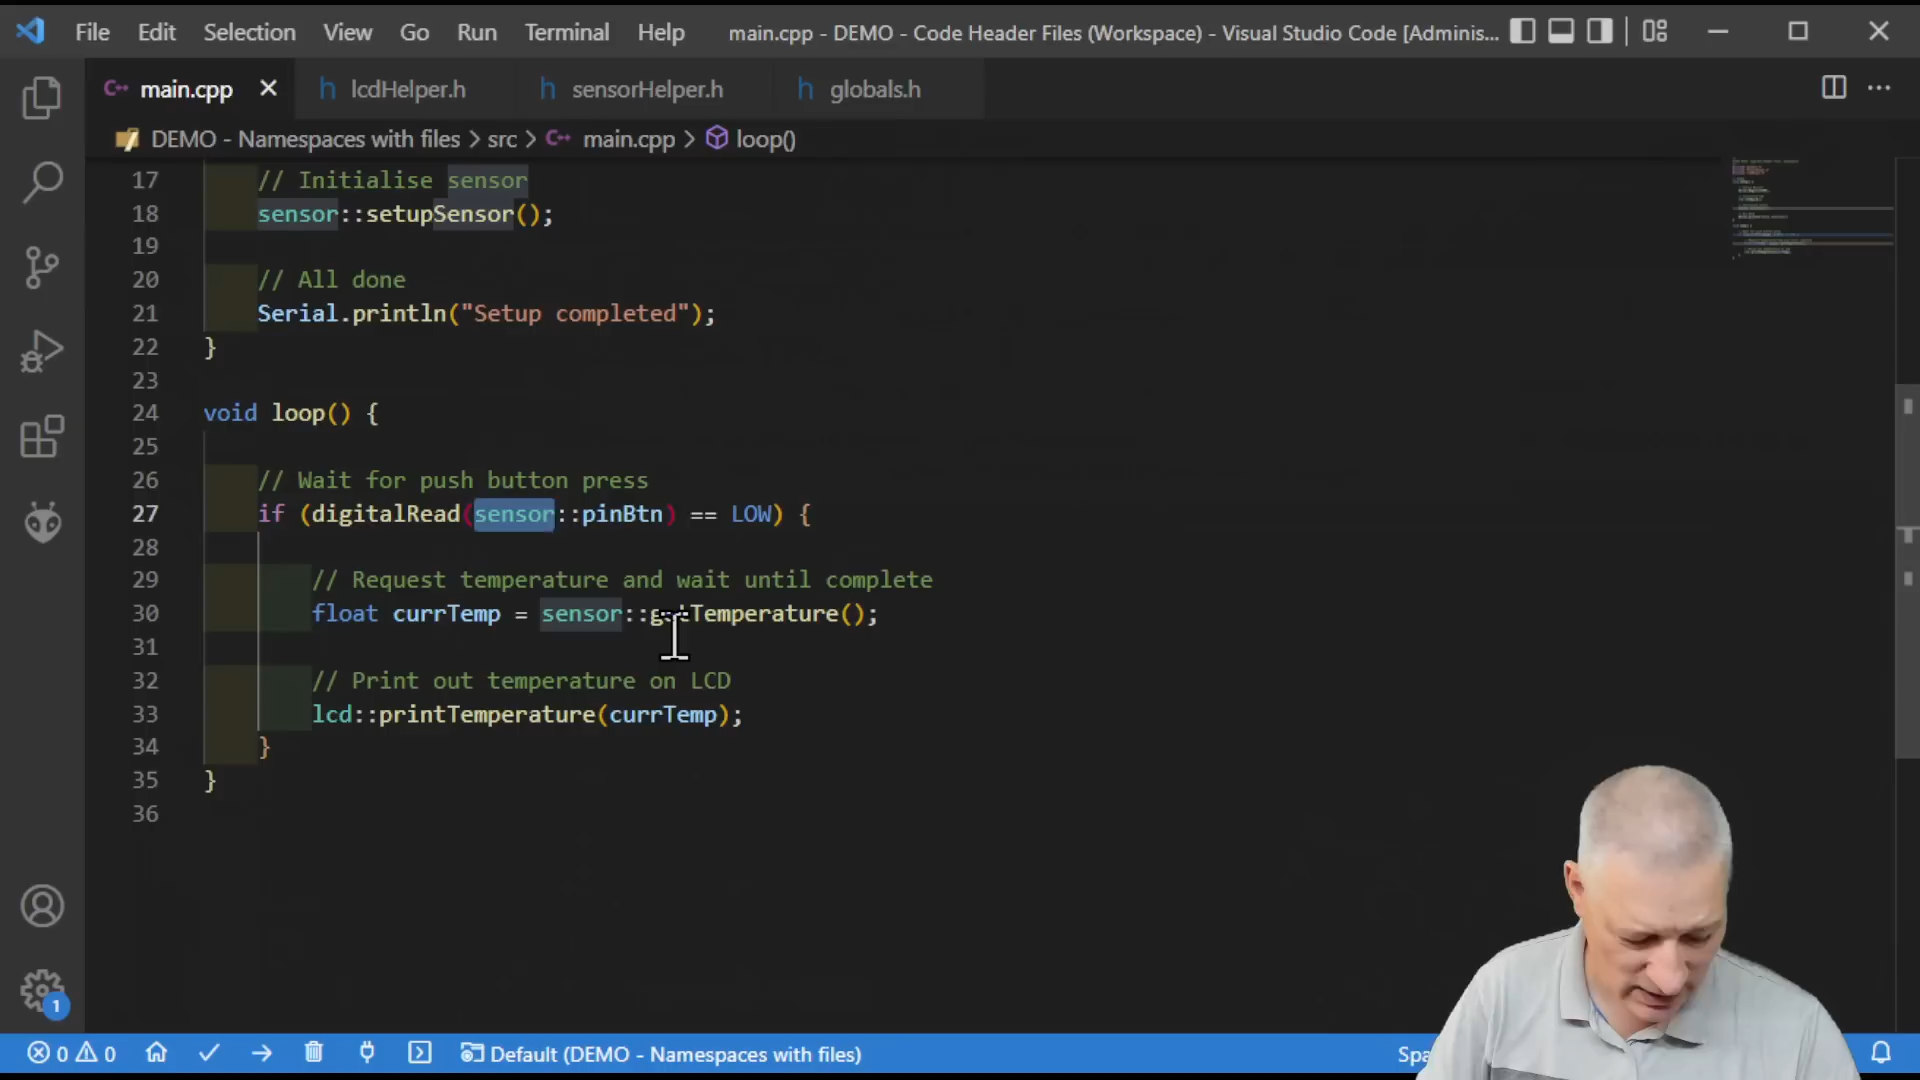 File Edit Selection View Go Run Terminal Help main.cpp - DEMO - Code Header Files (Workspace) - Visual Studio Code [Adminis...
main.cpp lcdHelper.h sensorHelper.h globals.h
DEMO - Namespaces with files > src > main.cpp > loop()
17 // Initialise sensor
18 sensor::setupSensor();
19
20 // All done
21 Serial.println("Setup completed");
22 }
23
24 void loop() {
25
26 // Wait for push button press
27 if (digitalRead(sensor::pinBtn) == LOW) {
28
29 // Request temperature and wait until complete
30 float currTemp = sensor::getTemperature();
31
32 // Print out temperature on LCD
33 lcd::printTemperature(currTemp);
34 }
35 }
36
1
0 0 Default (DEMO - Namespaces with files)